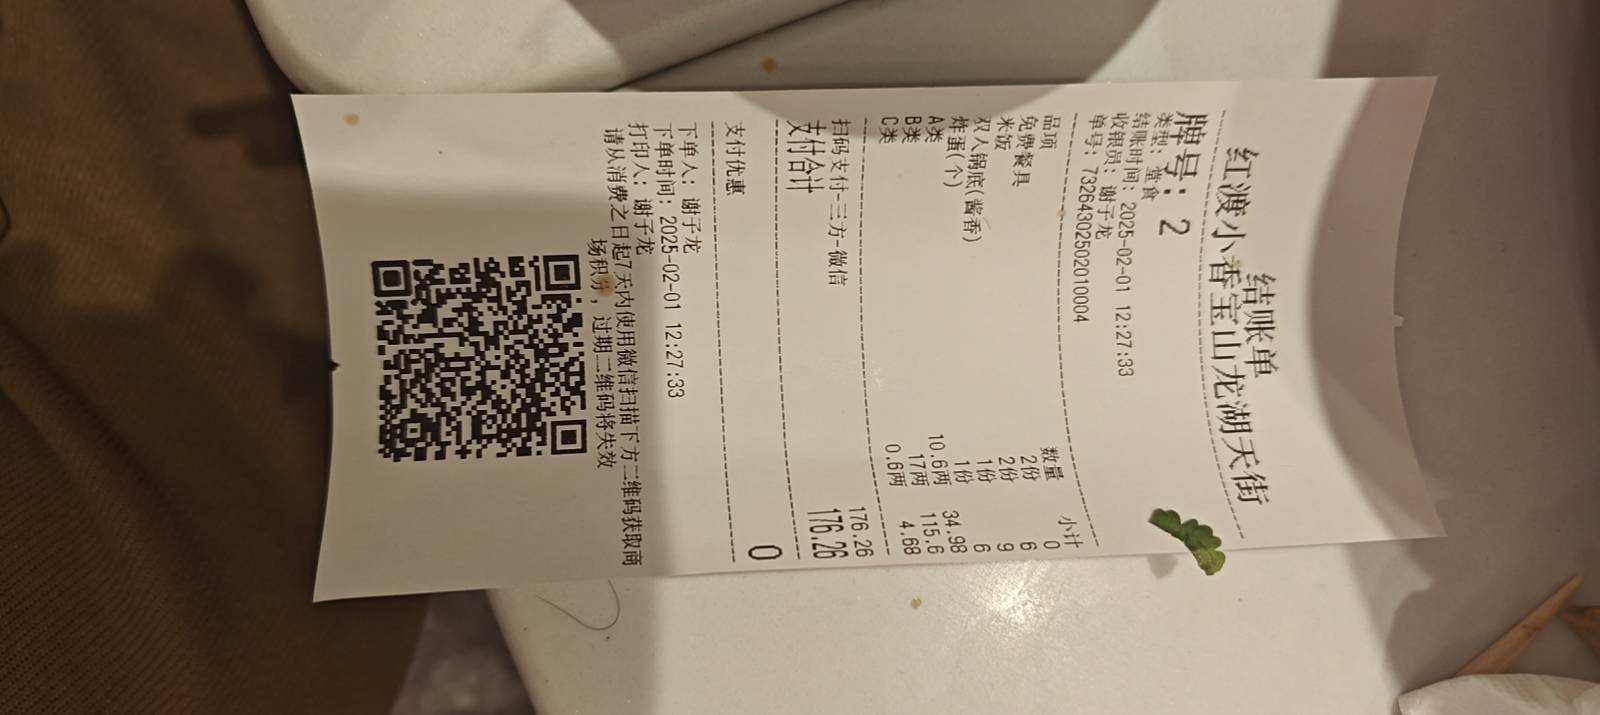 结账单
红渡小香宝山龙湖天街
牌号: 2
类型: 堂食
结账时间: 2025-02-01 12:27:33
收银员: 谢子龙
单号: 73264302502010004
品项 数量 小计
免费餐具 2份 0
米饭 2份 6
双人锅底(酱香) 1份 9
炸蛋(个) 1份 6
A类 10.6两 34.98
B类 17两 115.6
C类 0.6两 4.68
扫码支付-三方-微信 176.26
支付合计 176.26
支付优惠 0
下单人: 谢子龙
下单时间: 2025-02-01 12:27:33
打印人: 谢子龙
请从消费之日起7天内使用微信扫描下方二维码获取商
场积分, 过期二维码将失效